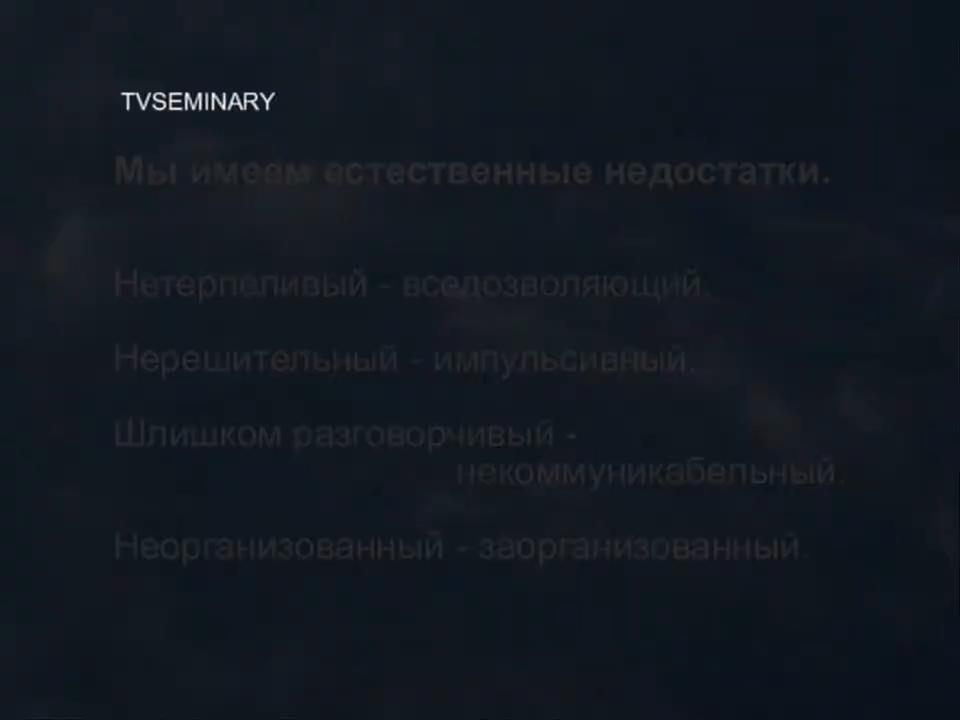 TVSEMINARY
Мы имеем естественные недостатки.
Нетерпеливый - вседозволяющий.
Нерешительный - импульсивный.
Шлишком разговорчивый -
некоммуникабельный.
Неорганизованный - заорганизованный.